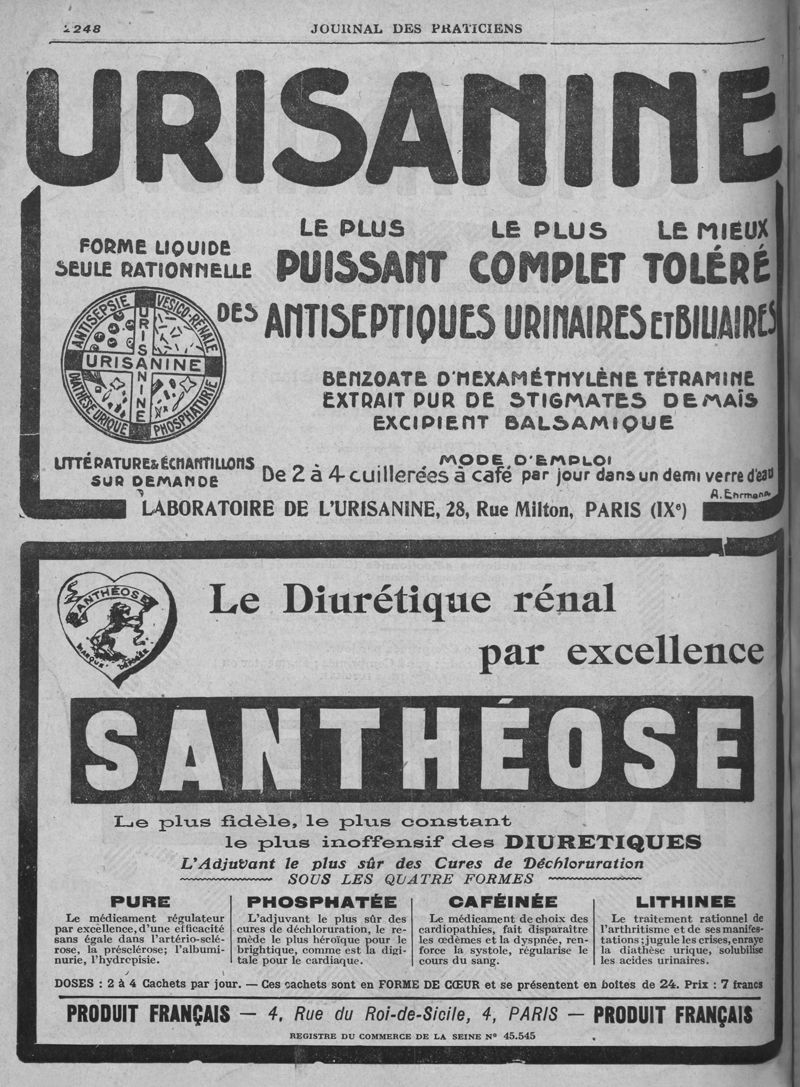 2248
JOURNAL DES PRATICIENS
URISANINE
FORME LIQUIDE
SEULE RATIONNELLE
LE PLUS LE PLUS LE MIEUX
PUISSANT COMPLET TOLÉRÉ
DES ANTISEPTIQUES URINAIRES ET BILIAIRES
ANTISEPSIE VESICO-RENALE
URISANINE
URISANINE
DIATHÈSE URIQUE PHOSPHATURIE
BENZOATE D'HEXAMÉTHYLÈNE TÉTRAMINE
EXTRAIT PUR DE STIGMATES DE MAÏS
EXCIPIENT BALSAMIQUE
LITTÉRATURE & ÉCHANTILLONS
SUR DEMANDE
MODE D'EMPLOI
De 2 à 4 cuillerées à café par jour dans un demi verre d'eau
A. Ehrmann
LABORATOIRE DE L'URISANINE, 28, Rue Milton, PARIS (IXe)
SANTHÉOSE
MARQUE DÉPOSÉE
Le Diurétique rénal
par excellence
SANTHÉOSE
Le plus fidèle, le plus constant
le plus inoffensif des DIURETIQUES
L'Adjuvant le plus sûr des Cures de Déchloruration
SOUS LES QUATRE FORMES
PURE
Le médicament régulateur
par excellence, d'une efficacité
sans égale dans l'artério-sclé-
rose, la présclérose; l'albumi-
nurie, l'hydrcpisie.
PHOSPHATÉE
L'adjuvant le plus sûr des
cures de déchloruration, le re-
mède le plus héroïque pour le
brightique, comme est la digi-
tale pour le cardiaque.
CAFÉINÉE
Le médicament de choix des
cardiopathies, fait disparaître
les œdèmes et la dyspnée, ren-
force la systole, régularise le
cours du sang.
LITHINEE
Le traitement rationnel de
l'arthritisme et de ses manifes-
tations; jugule les crises, enraye
la diathèse urique, solubilise
les acides urinaires.
DOSES : 2 à 4 Cachets par jour. — Ces cachets sont en FORME DE CŒUR et se présentent en boîtes de 24. Prix : 7 francs
PRODUIT FRANÇAIS — 4, Rue du Roi-de-Sicile, 4, PARIS — PRODUIT FRANÇAIS
REGISTRE DU COMMERCE DE LA SEINE N° 45.545